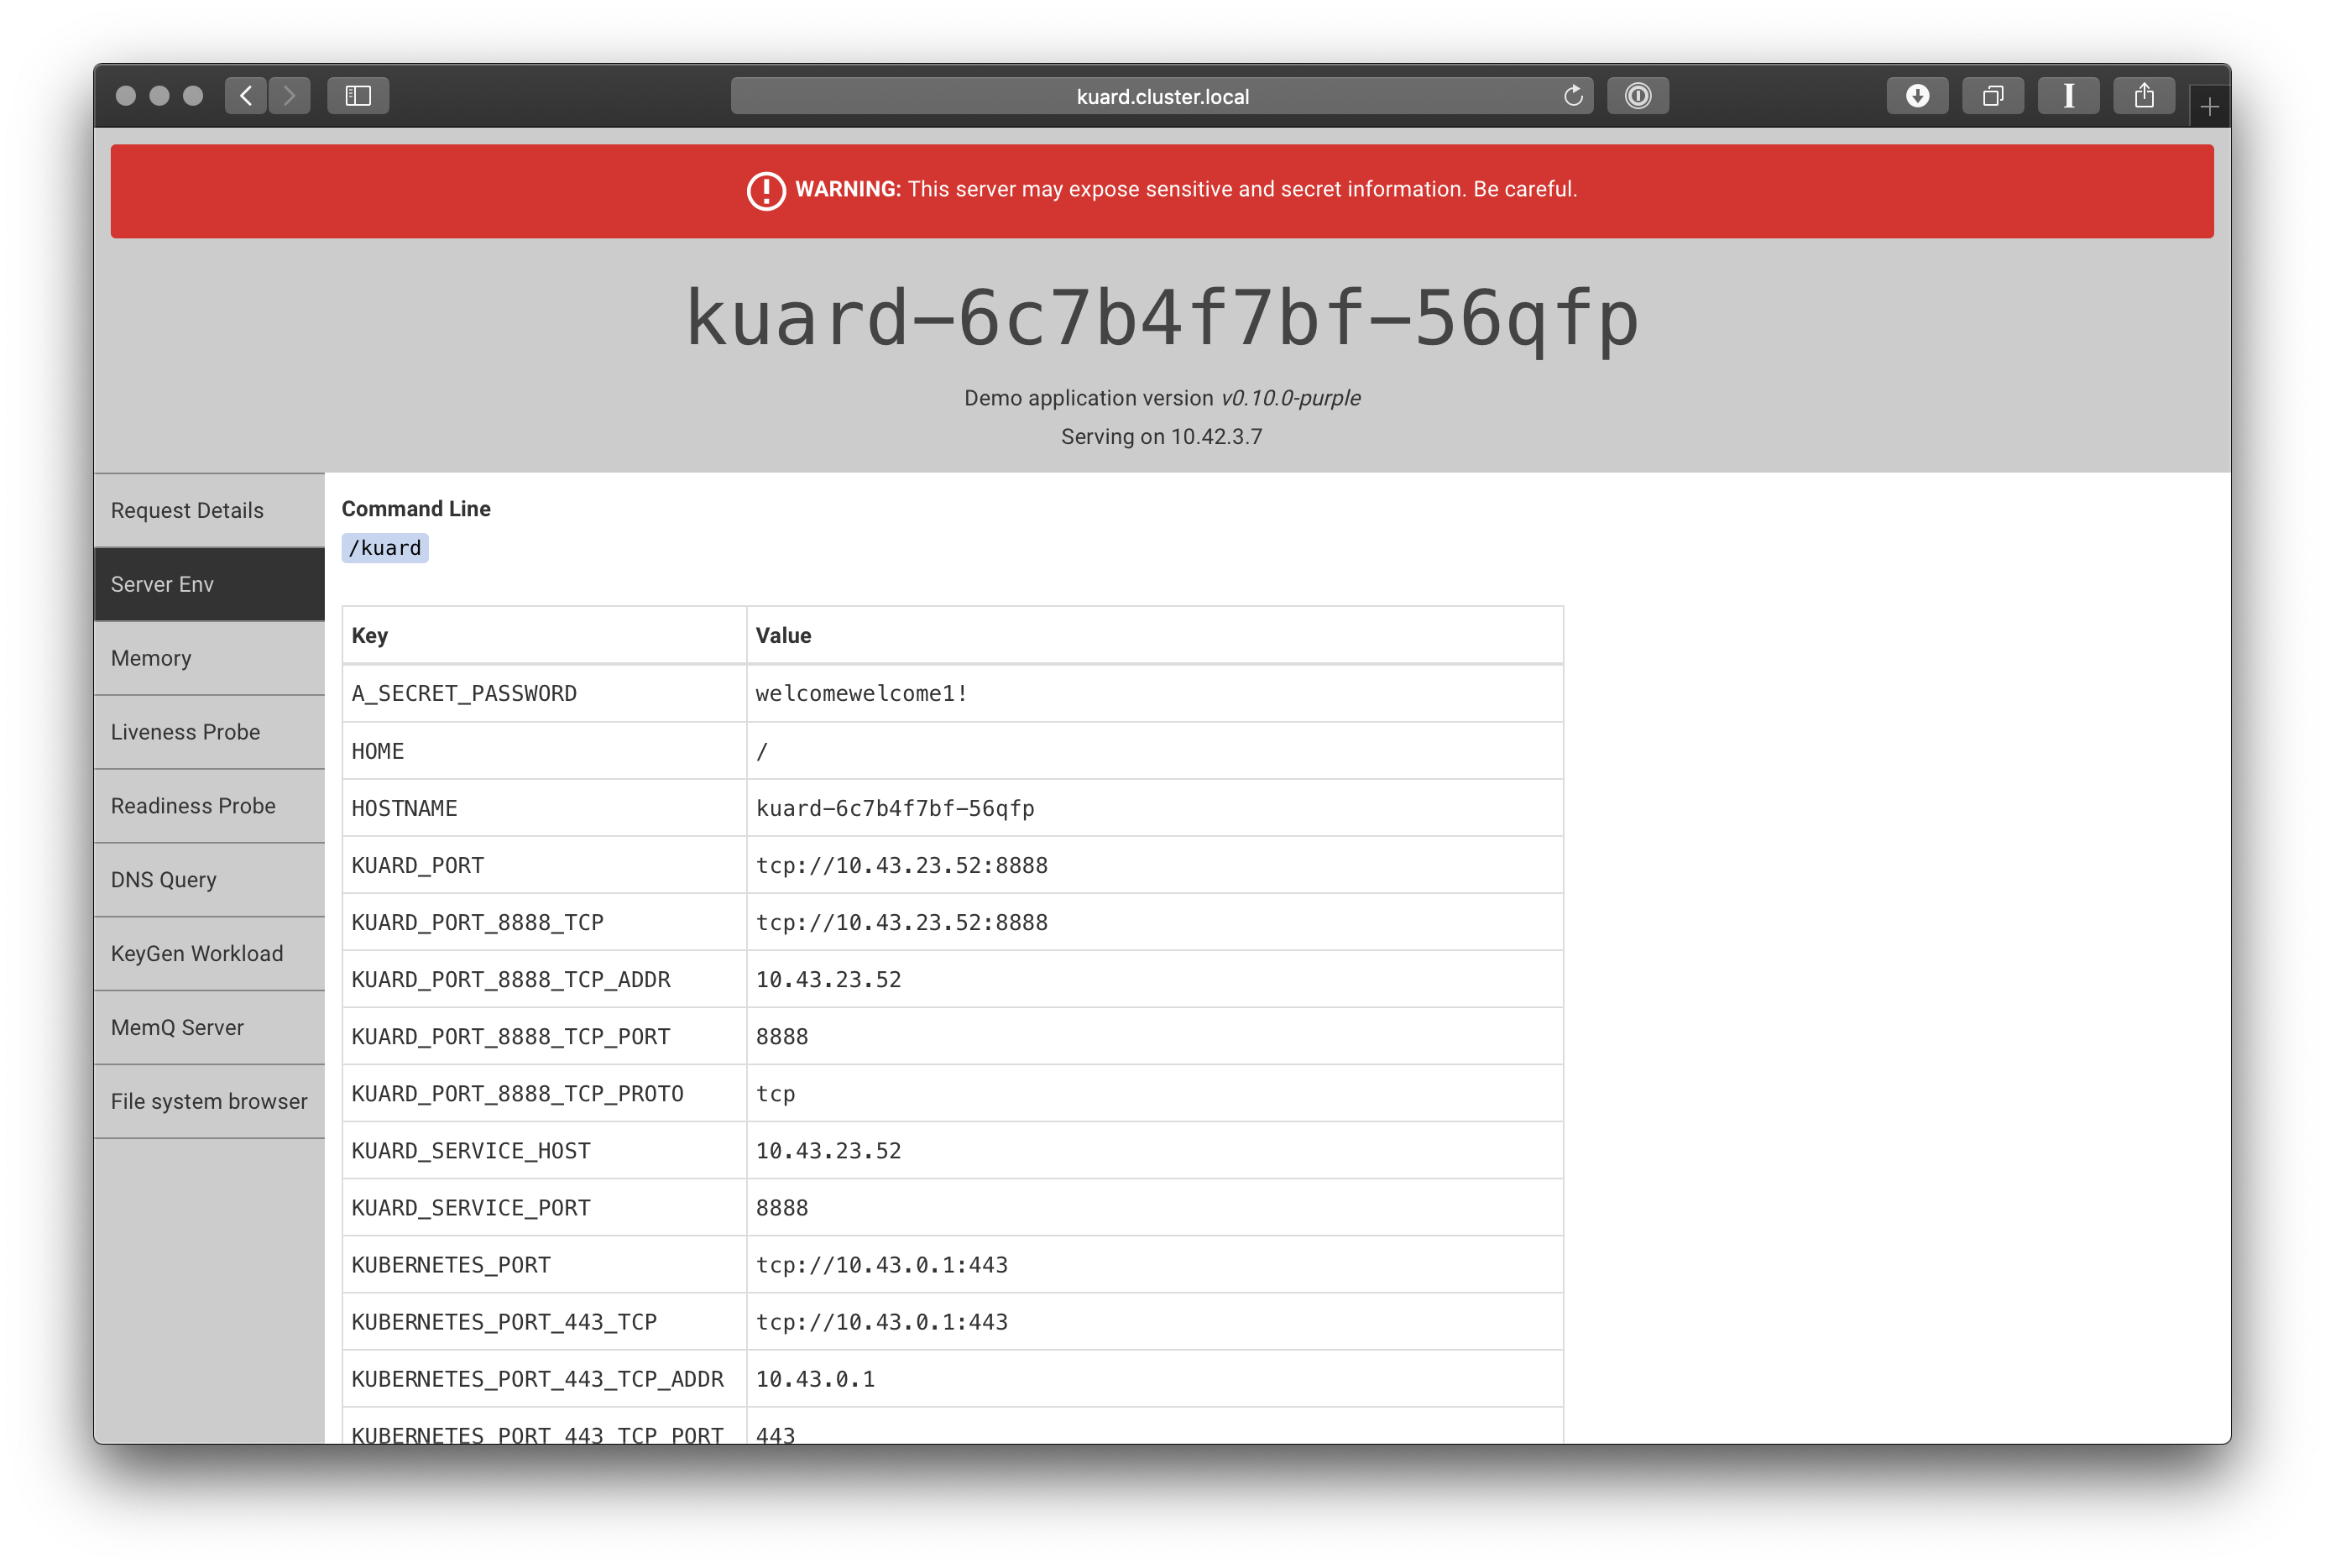 kuard.cluster.local
WARNING: This server may expose sensitive and secret information. Be careful.
kuard-6c7b4f7bf-56qfp
Demo application version v0.10.0-purple
Serving on 10.42.3.7
Request Details
Server Env
Memory
Liveness Probe
Readiness Probe
DNS Query
KeyGen Workload
MemQ Server
File system browser
Command Line
/kuard
Key Value
A_SECRET_PASSWORD welcomewelcome1!
HOME /
HOSTNAME kuard-6c7b4f7bf-56qfp
KUARD_PORT tcp://10.43.23.52:8888
KUARD_PORT_8888_TCP tcp://10.43.23.52:8888
KUARD_PORT_8888_TCP_ADDR 10.43.23.52
KUARD_PORT_8888_TCP_PORT 8888
KUARD_PORT_8888_TCP_PROTO tcp
KUARD_SERVICE_HOST 10.43.23.52
KUARD_SERVICE_PORT 8888
KUBERNETES_PORT tcp://10.43.0.1:443
KUBERNETES_PORT_443_TCP tcp://10.43.0.1:443
KUBERNETES_PORT_443_TCP_ADDR 10.43.0.1
KUBERNETES_PORT_443_TCP_PORT 443